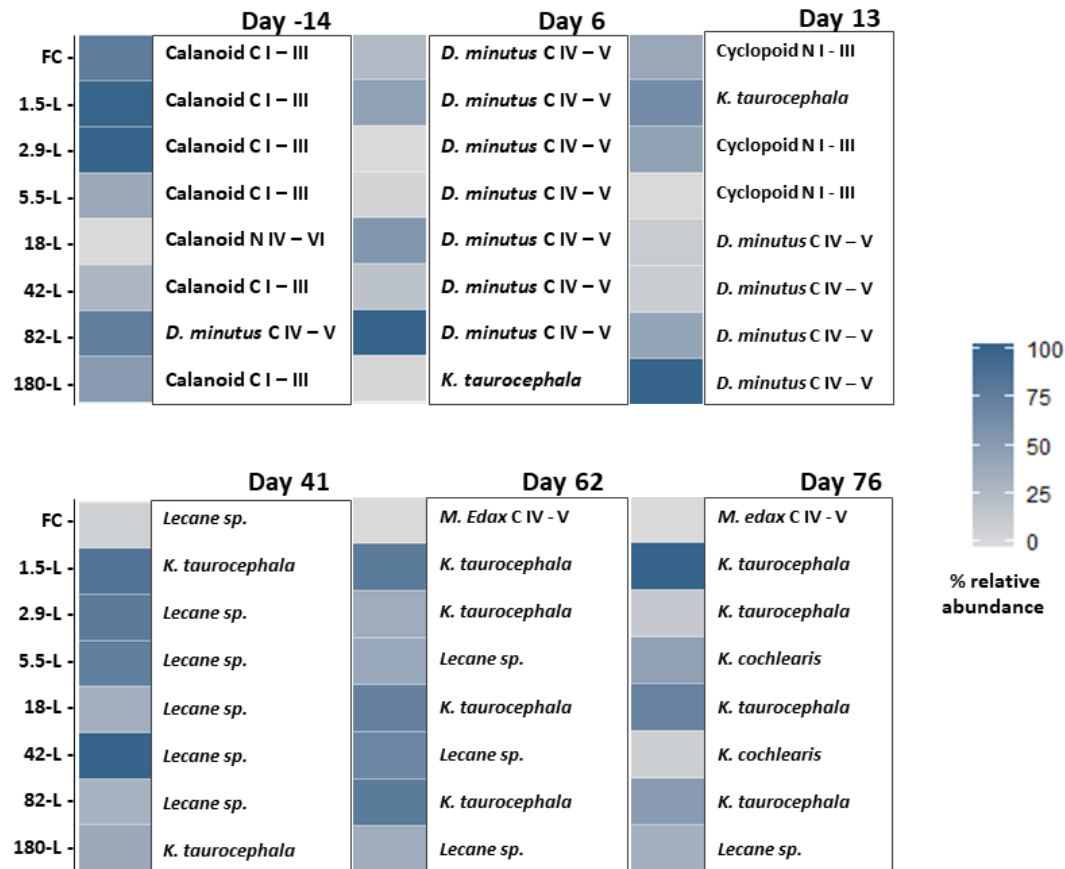 Day -14 Day 6 Day 13
FC - Calanoid C I – III D. minutus C IV – V Cyclopoid N I - III
1.5-L - Calanoid C I – III D. minutus C IV – V K. taurocephala
2.9-L - Calanoid C I – III D. minutus C IV – V Cyclopoid N I - III
5.5-L - Calanoid C I – III D. minutus C IV – V Cyclopoid N I - III
18-L - Calanoid N IV – VI D. minutus C IV – V D. minutus C IV – V
42-L - Calanoid C I – III D. minutus C IV – V D. minutus C IV – V
82-L - D. minutus C IV – V D. minutus C IV – V D. minutus C IV – V
180-L - Calanoid C I – III K. taurocephala D. minutus C IV – V
100
75
50
25
0
% relative
abundance
Day 41 Day 62 Day 76
FC - Lecane sp. M. Edax C IV - V M. edax C IV - V
1.5-L - K. taurocephala K. taurocephala K. taurocephala
2.9-L - Lecane sp. K. taurocephala K. taurocephala
5.5-L - Lecane sp. Lecane sp. K. cochlearis
18-L - Lecane sp. K. taurocephala K. taurocephala
42-L - Lecane sp. Lecane sp. K. cochlearis
82-L - Lecane sp. K. taurocephala K. taurocephala
180-L - K. taurocephala Lecane sp. Lecane sp.